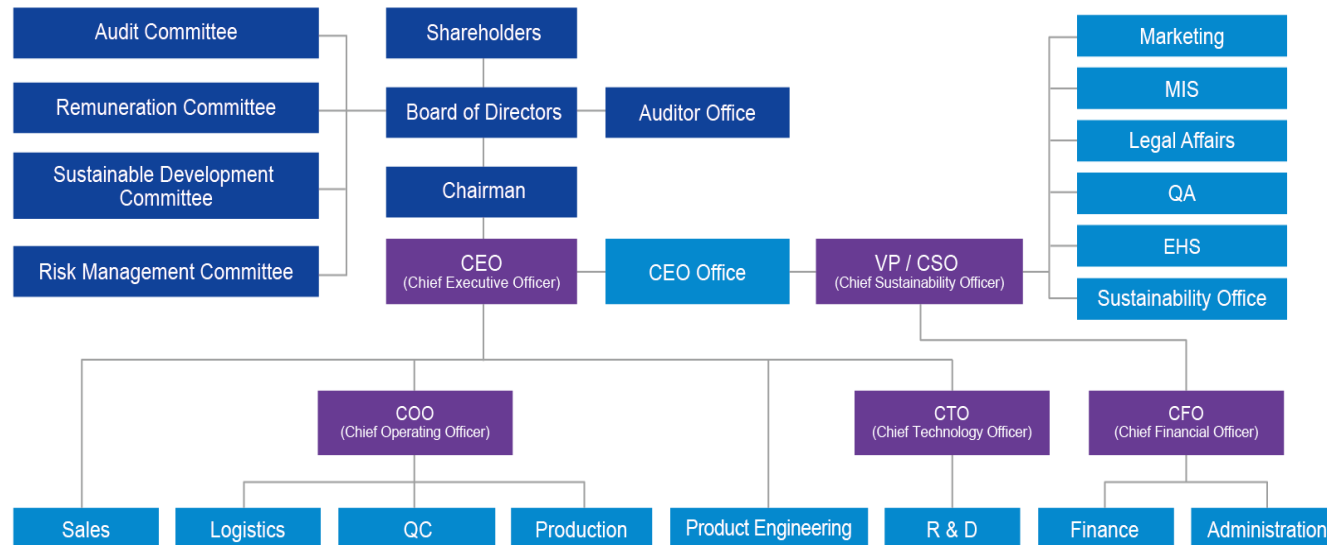 Audit Committee
Shareholders
Marketing
MIS
Remuneration Committee
Board of Directors
Auditor Office
Legal Affairs
Sustainable Development
Committee
Chairman
QA
Risk Management Committee
CEO
(Chief Executive Officer)
CEO Office
VP / CSO
(Chief Sustainability Officer)
EHS
Sustainability Office
COO
(Chief Operating Officer)
CTO
(Chief Technology Officer)
CFO
(Chief Financial Officer)
Sales
Logistics
QC
Production
Product Engineering
R & D
Finance
Administration